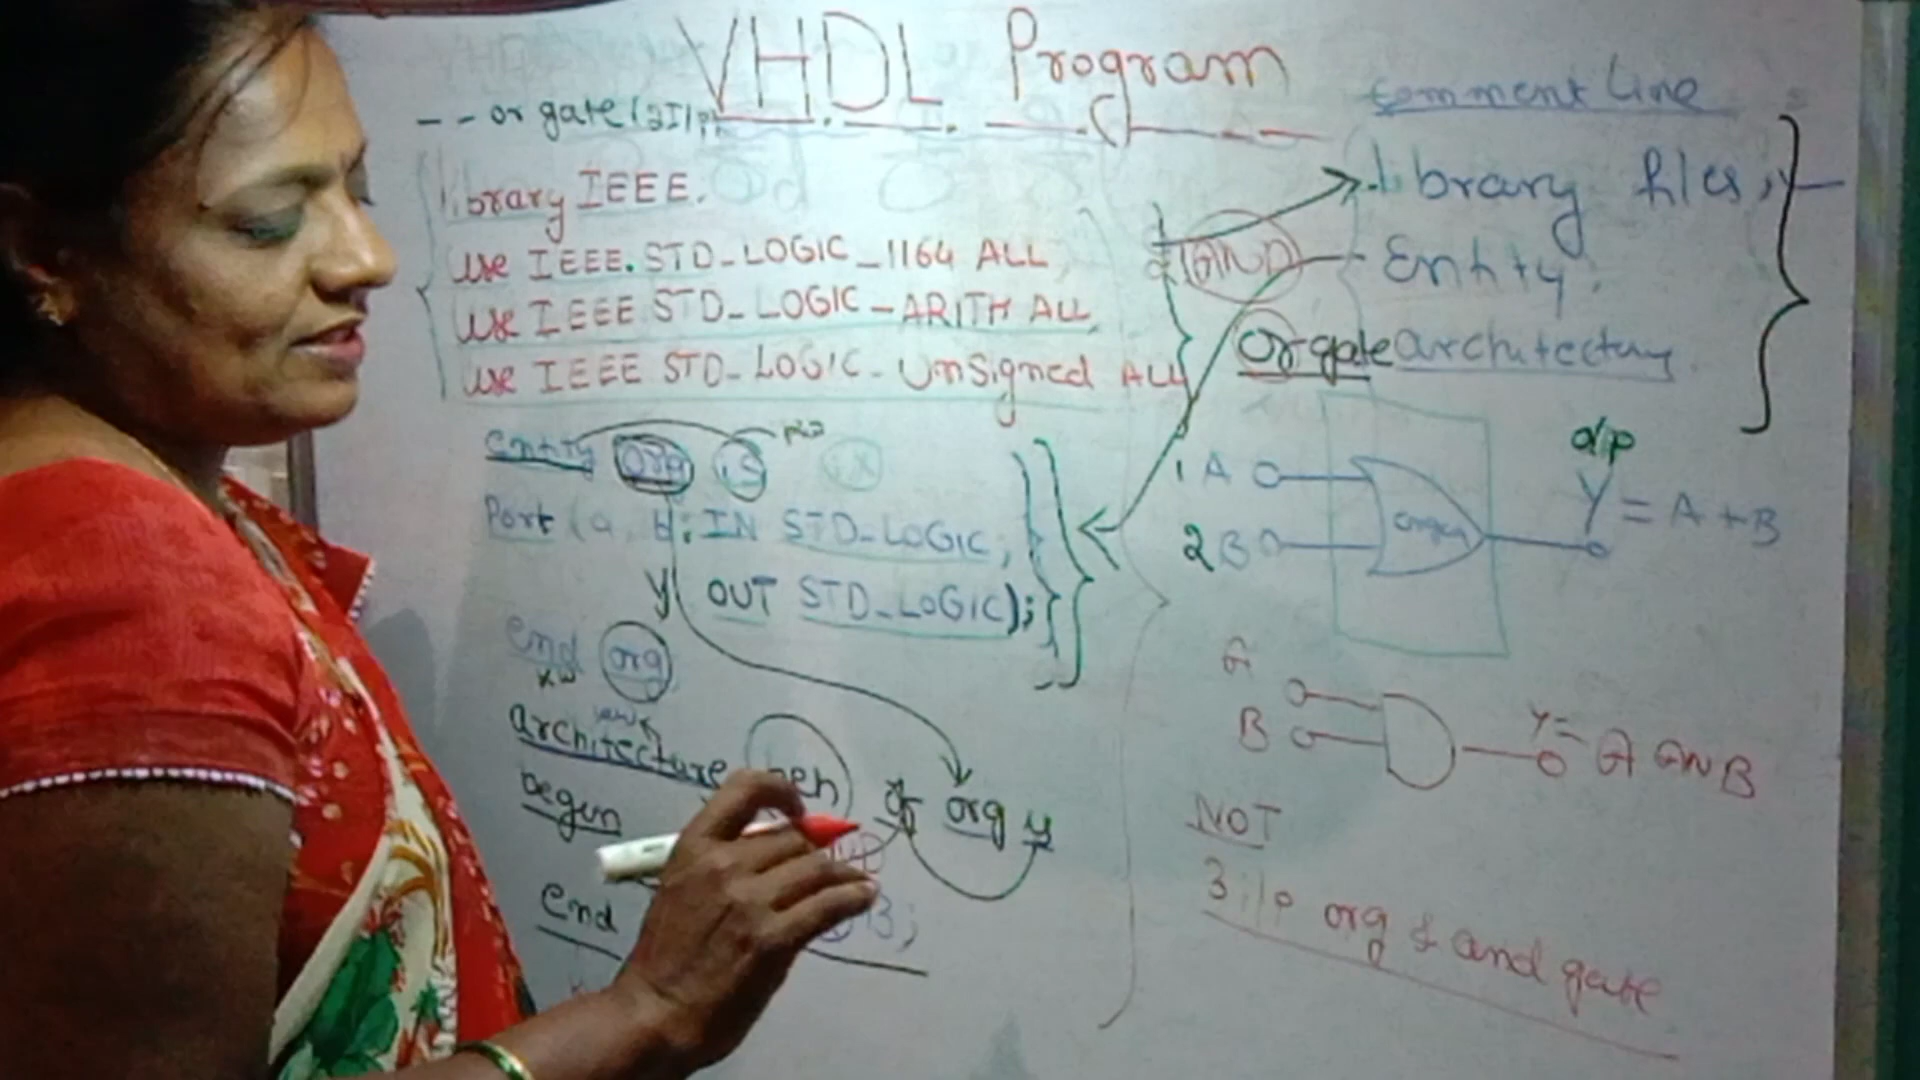 VHDL Program
-- or gate (2I/P)
library IEEE.
use IEEE. STD_LOGIC_1164 ALL
use IEEE STD_LOGIC_ARITH ALL
use IEEE STD_LOGIC_Unsigned ALL
entity org is
Port (a, b: IN STD_LOGIC;
y OUT STD_LOGIC);
end org
kw
architecture beh of org
begin
end
comment Line
library files,
Entity.
AND
Or gate architecture
1 A
2 B
o/p
Y = A + B
A
B
Y =
NOT
3 i/p org & and gate